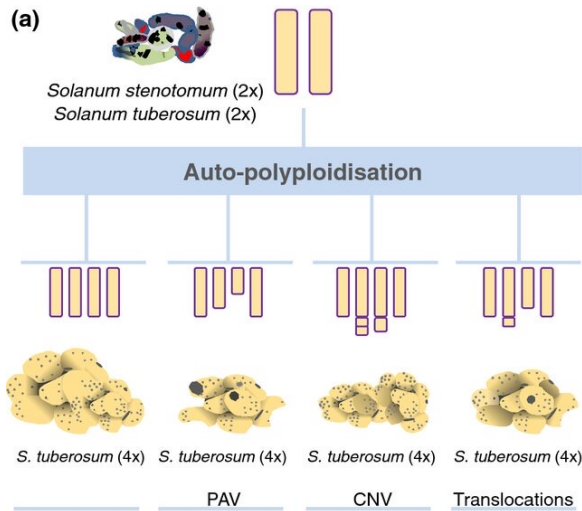 (a)
Solanum stenotomum (2x)
Solanum tuberosum (2x)
Auto-polyploidisation
S. tuberosum (4x) S. tuberosum (4x) S. tuberosum (4x) S. tuberosum (4x)
PAV CNV Translocations